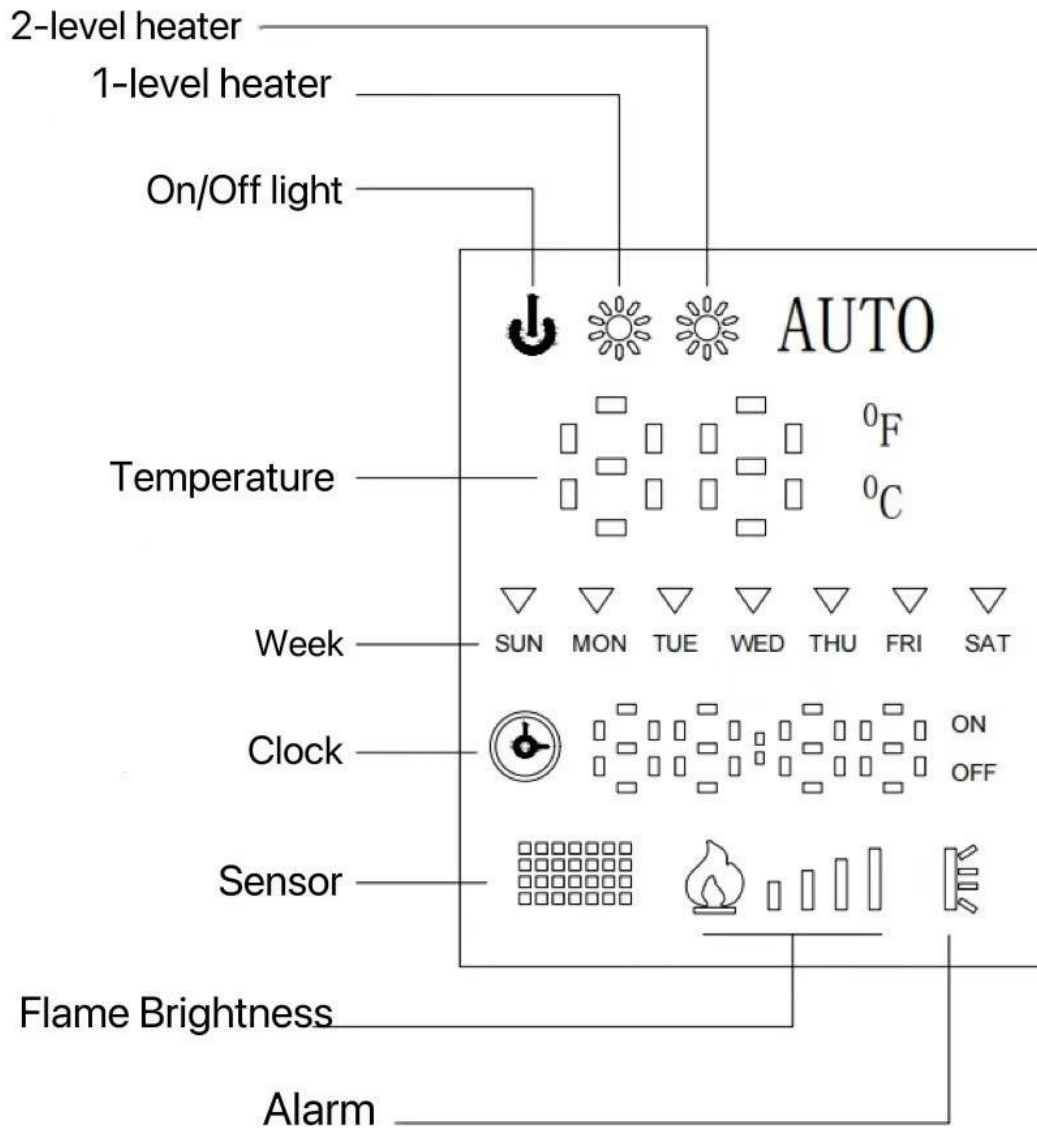 2-level heater
1-level heater
On/Off light
AUTO
Temperature
⁰F
⁰C
Week
SUN MON TUE WED THU FRI SAT
Clock
ON
OFF
Sensor
Flame Brightness
Alarm